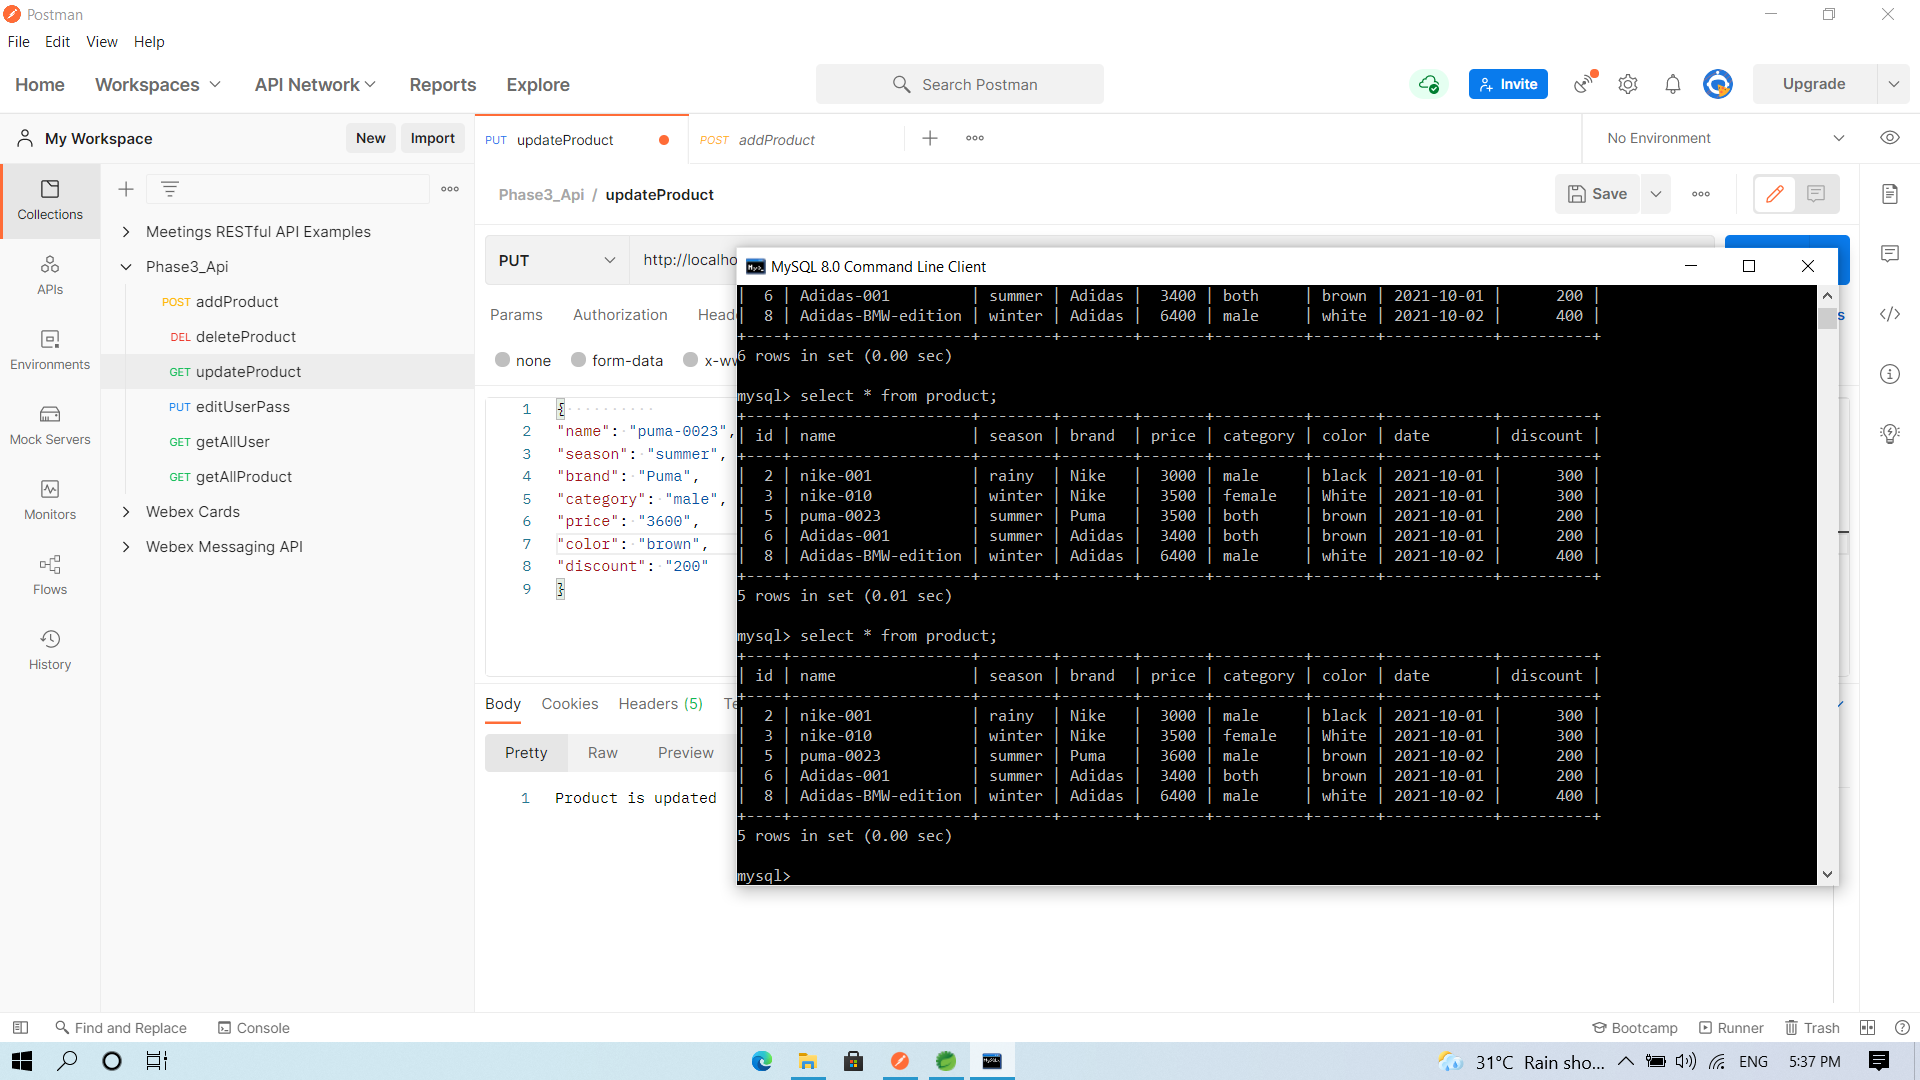 Postman
File Edit View Help
Home Workspaces API Network Reports Explore
Search Postman
Invite
Upgrade
My Workspace
New Import
PUT updateProduct
POST addProduct
No Environment
Collections
APIs
Environments
Mock Servers
Monitors
Flows
History
Meetings RESTful API Examples
Phase3_Api
POST addProduct
DEL deleteProduct
GET updateProduct
PUT editUserPass
GET getAllUser
GET getAllProduct
Webex Cards
Webex Messaging API
Phase3_Api / updateProduct
Save
PUT
http://localho
Params Authorization Head
none form-data x-w
1 {
2 "name": "puma-0023",
3 "season": "summer",
4 "brand": "Puma",
5 "category": "male",
6 "price": "3600",
7 "color": "brown",
8 "discount": "200"
9 }
Body Cookies Headers (5) Te
Pretty Raw Preview
1 Product is updated
MySQL 8.0 Command Line Client
| 6 | Adidas-001 | summer | Adidas | 3400 | both | brown | 2021-10-01 | 200 |
| 8 | Adidas-BMW-edition | winter | Adidas | 6400 | male | white | 2021-10-02 | 400 |
+----+--------------------+--------+--------+-------+----------+-------+------------+----------+
6 rows in set (0.00 sec)
mysql> select * from product;
+----+--------------------+--------+--------+-------+----------+-------+------------+----------+
| id | name | season | brand | price | category | color | date | discount |
+----+--------------------+--------+--------+-------+----------+-------+------------+----------+
| 2 | nike-001 | rainy | Nike | 3000 | male | black | 2021-10-01 | 300 |
| 3 | nike-010 | winter | Nike | 3500 | female | White | 2021-10-01 | 300 |
| 5 | puma-0023 | summer | Puma | 3500 | both | brown | 2021-10-01 | 200 |
| 6 | Adidas-001 | summer | Adidas | 3400 | both | brown | 2021-10-01 | 200 |
| 8 | Adidas-BMW-edition | winter | Adidas | 6400 | male | white | 2021-10-02 | 400 |
+----+--------------------+--------+--------+-------+----------+-------+------------+----------+
5 rows in set (0.01 sec)
mysql> select * from product;
+----+--------------------+--------+--------+-------+----------+-------+------------+----------+
| id | name | season | brand | price | category | color | date | discount |
+----+--------------------+--------+--------+-------+----------+-------+------------+----------+
| 2 | nike-001 | rainy | Nike | 3000 | male | black | 2021-10-01 | 300 |
| 3 | nike-010 | winter | Nike | 3500 | female | White | 2021-10-01 | 300 |
| 5 | puma-0023 | summer | Puma | 3600 | male | brown | 2021-10-02 | 200 |
| 6 | Adidas-001 | summer | Adidas | 3400 | both | brown | 2021-10-01 | 200 |
| 8 | Adidas-BMW-edition | winter | Adidas | 6400 | male | white | 2021-10-02 | 400 |
+----+--------------------+--------+--------+-------+----------+-------+------------+----------+
5 rows in set (0.00 sec)
mysql>
Find and Replace Console
Bootcamp Runner Trash
31°C Rain sho... ENG 5:37 PM